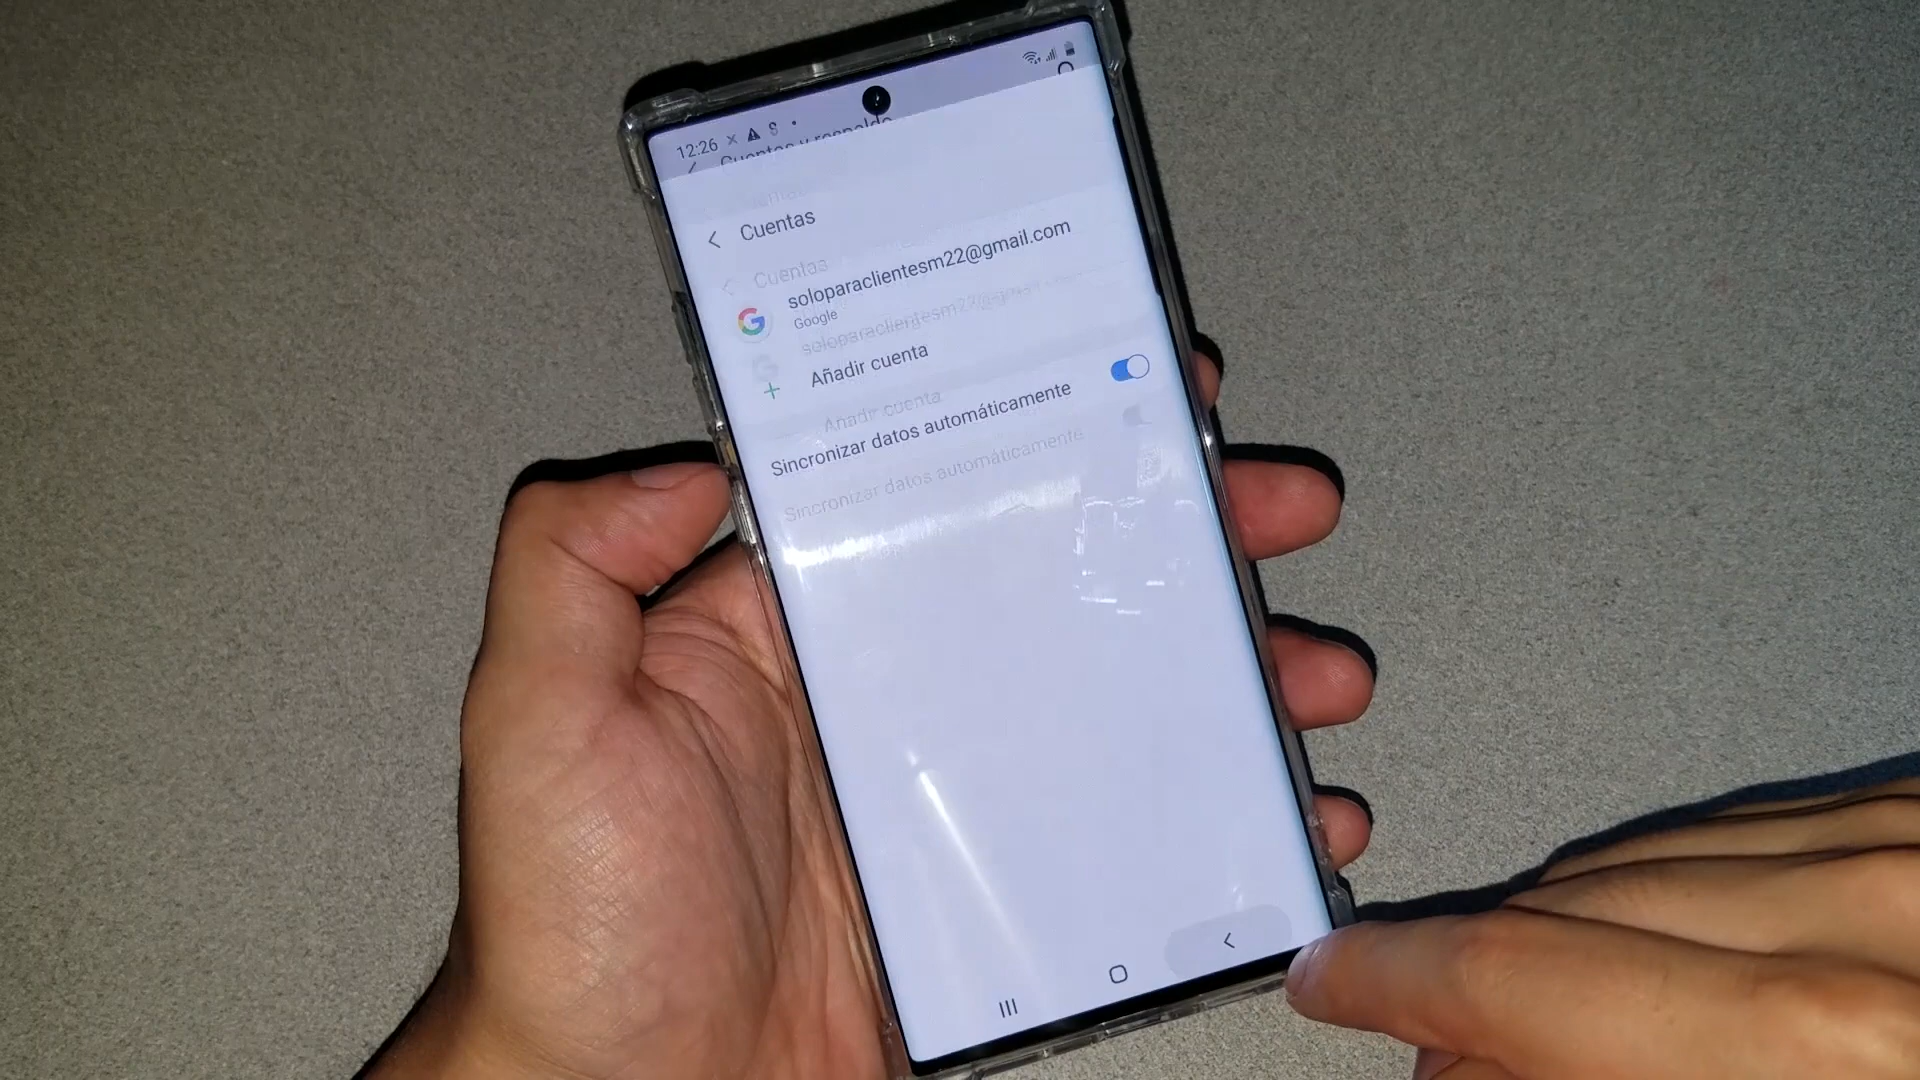 12:26
Cuentas y respaldo
Cuentas
Cuentas
soloparaclientesm22@gmail.com
Google
soloparaclientesm22@gmail
Añadir cuenta
Añadir cuenta
Sincronizar datos automáticamente
Sincronizar datos automáticamente